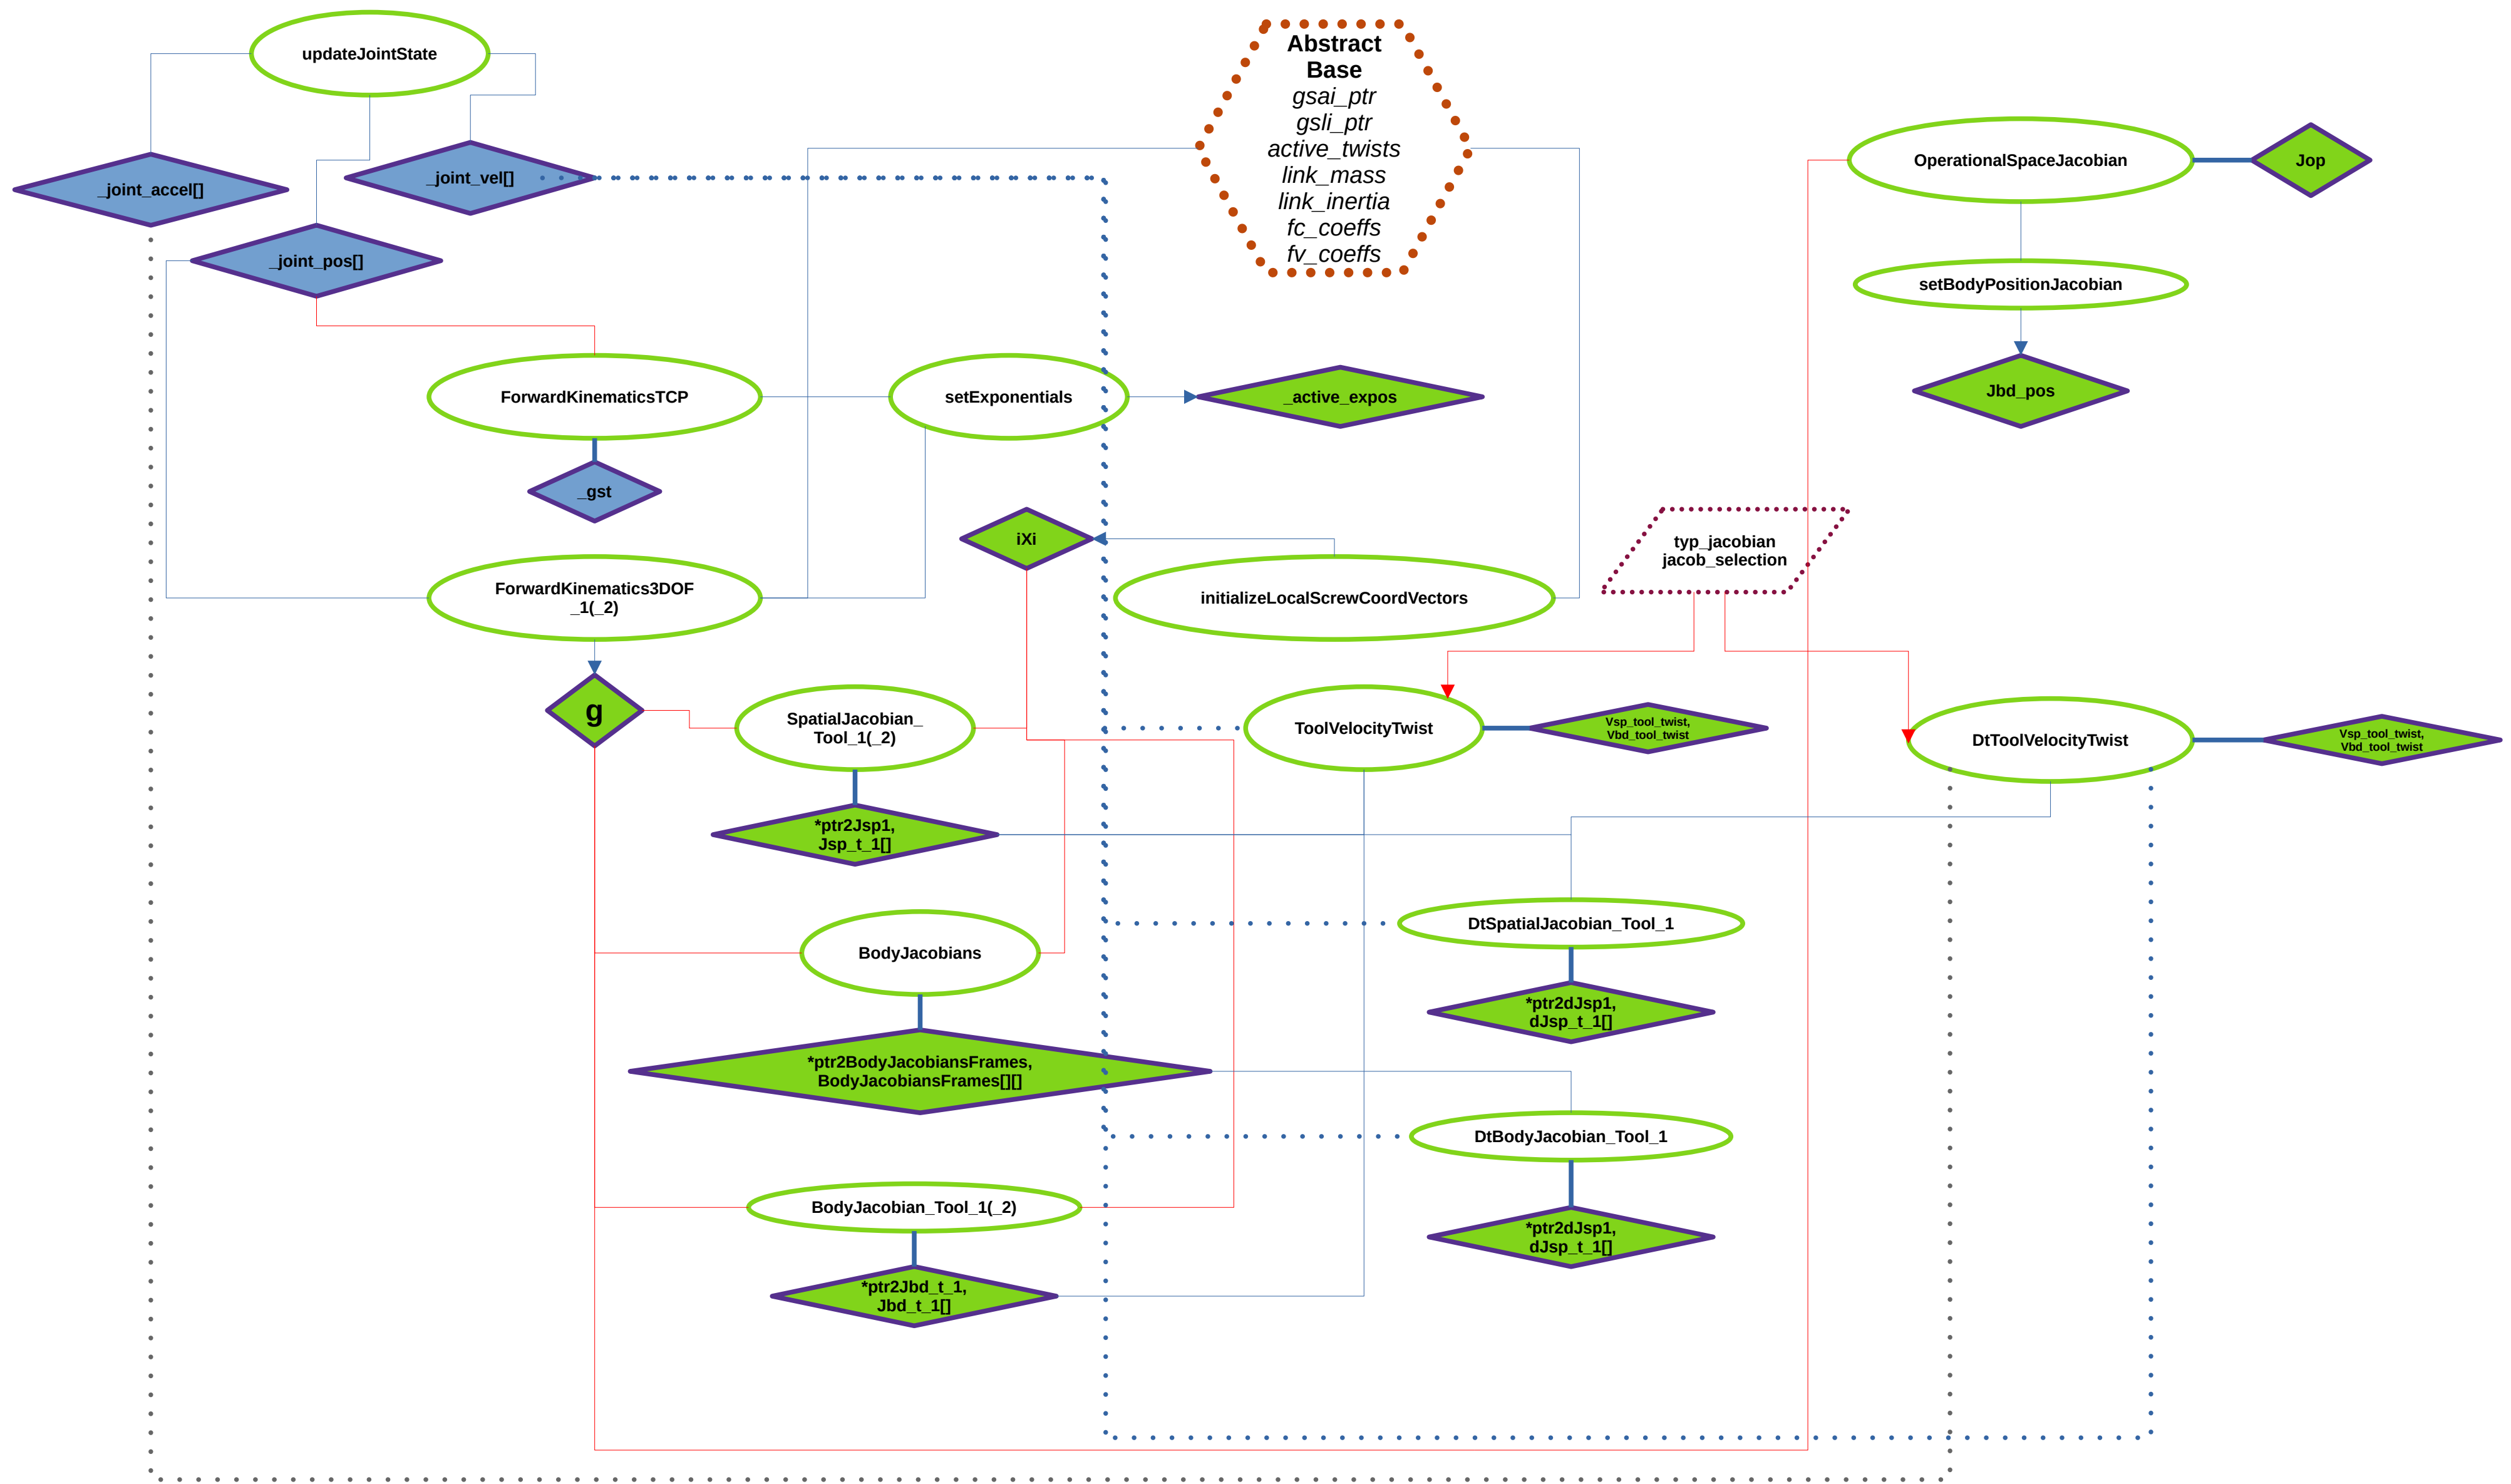 updateJointState
Abstract
Base
gsai_ptr
gsli_ptr
active_twists
link_mass
link_inertia
fc_coeffs
fv_coeffs
OperationalSpaceJacobian
Jop
_joint_accel[]
_joint_vel[]
_joint_pos[]
setBodyPositionJacobian
Jbd_pos
ForwardKinematicsTCP
setExponentials
_active_expos
_gst
iXi
typ_jacobian
jacob_selection
ForwardKinematics3DOF
_1(_2)
initializeLocalScrewCoordVectors
g
SpatialJacobian_
Tool_1(_2)
ToolVelocityTwist
Vsp_tool_twist,
Vbd_tool_twist
DtToolVelocityTwist
Vsp_tool_twist,
Vbd_tool_twist
*ptr2Jsp1,
Jsp_t_1[]
DtSpatialJacobian_Tool_1
BodyJacobians
*ptr2dJsp1,
dJsp_t_1[]
*ptr2BodyJacobiansFrames,
BodyJacobiansFrames[][]
DtBodyJacobian_Tool_1
BodyJacobian_Tool_1(_2)
*ptr2dJsp1,
dJsp_t_1[]
*ptr2Jbd_t_1,
Jbd_t_1[]